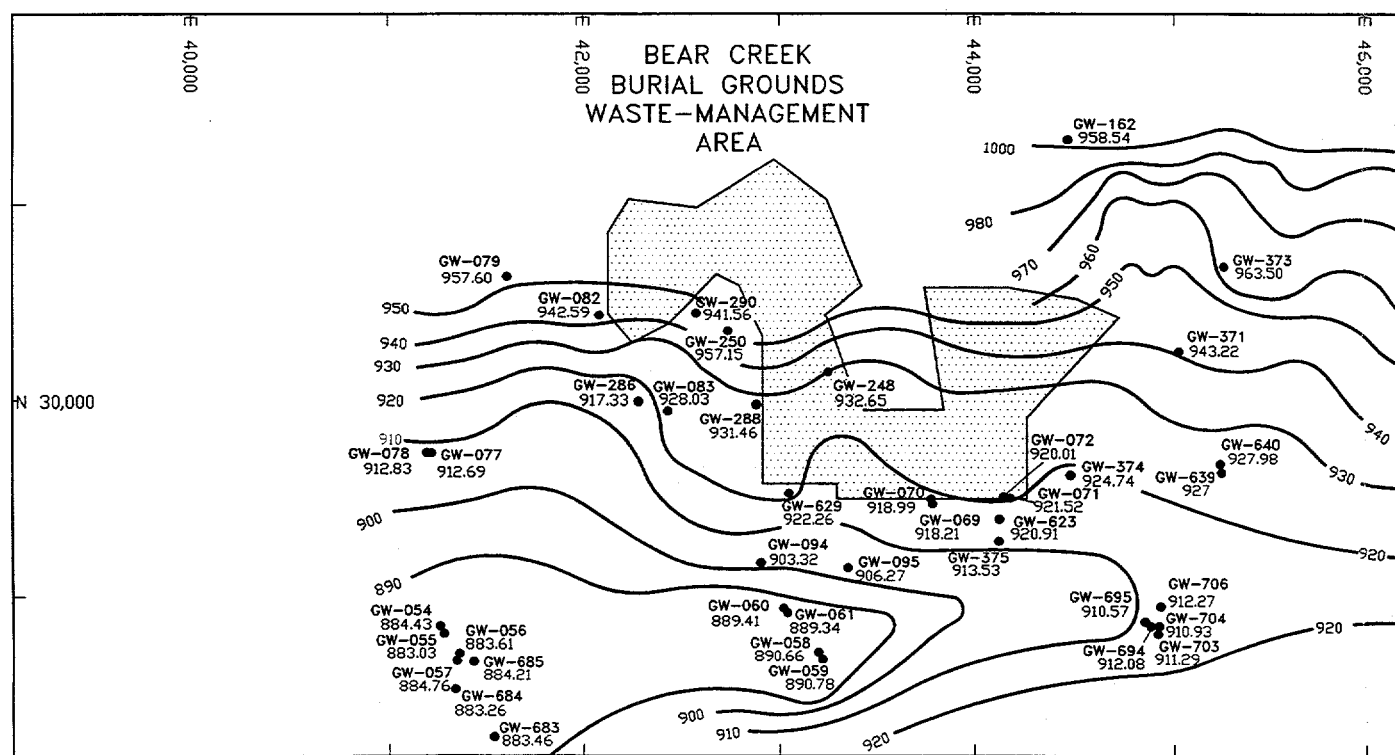 40,000
E
42,000
E
44,000
E
46,000
E
BEAR CREEK
BURIAL GROUNDS
WASTE-MANAGEMENT
AREA
GW-162
958.54
1000
980
970
960
950
GW-373
963.50
GW-079
957.60
950
GW-082
942.59
GW-290
941.56
GW-250
957.15
940
930
GW-371
943.22
940
920
GW-286
917.33
GW-083
928.03
GW-288
931.46
GW-248
932.65
N 30,000
910
GW-078
912.83
GW-077
912.69
GW-072
920.01
GW-374
924.74
GW-640
927.98
GW-639
927
930
GW-629
922.26
GW-070
918.99
GW-069
918.21
GW-071
921.52
GW-623
920.91
900
GW-094
903.32
GW-095
906.27
GW-375
913.53
920
890
GW-054
884.43
GW-055
883.03
GW-056
883.61
GW-057
884.76
GW-685
884.21
GW-684
883.26
GW-683
883.46
GW-060
889.41
GW-061
889.34
GW-058
890.66
GW-059
890.78
GW-695
910.57
GW-706
912.27
GW-704
910.93
GW-694
912.08
GW-703
911.29
920
900
910
920